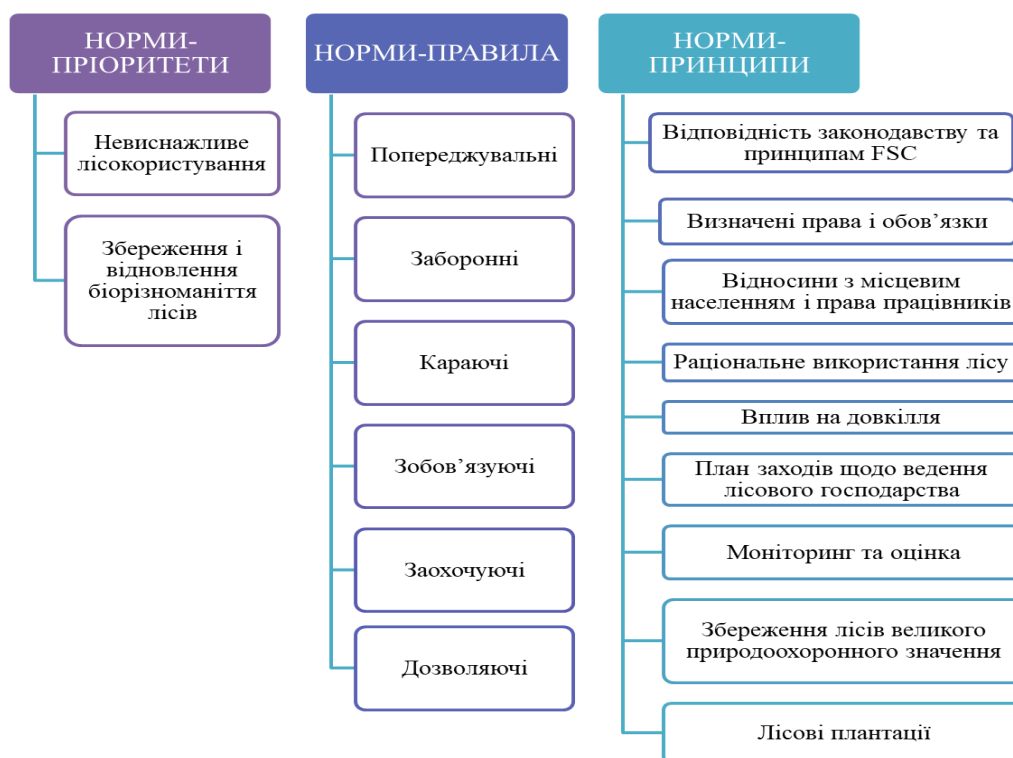 НОРМИ-
ПРІОРИТЕТИ
Невиснажливе
лісокористування
Збереження і
відновлення
біорізноманіття
лісів
НОРМИ-ПРАВИЛА
Попереджувальні
Заборонні
Караючі
Зобов’язуючі
Заохочуючі
Дозволяючі
НОРМИ-
ПРИНЦИПИ
Відповідність законодавству та
принципам FSC
Визначені права і обов’язки
Відносини з місцевим
населенням і права працівників
Раціональне використання лісу
Вплив на довкілля
План заходів щодо ведення
лісового господарства
Моніторинг та оцінка
Збереження лісів великого
природоохоронного значення
Лісові плантації